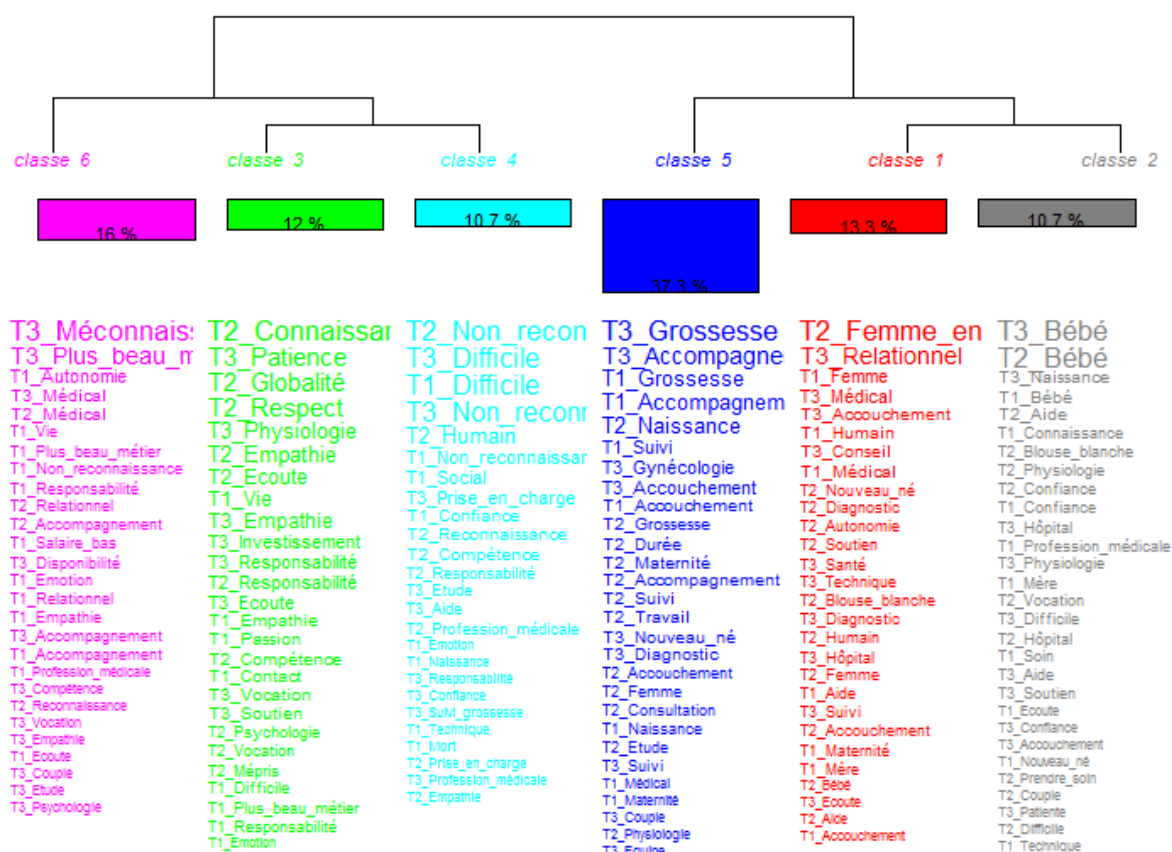 classe 6
classe 3
classe 4
classe 5
classe 1
classe 2
16 %
12 %
10.7 %
37.3 %
13.3 %
10.7 %
T3_Méconnais
T3_Plus_beau_m
T1_Autonomie
T3_Médical
T2_Médical
T1_Vie
T1_Plus_beau_métier
T1_Non_reconnaissance
T1_Responsabilité
T2_Relationnel
T2_Accompagnement
T1_Salaire_bas
T3_Disponibilité
T1_Emotion
T1_Relationnel
T1_Empathie
T3_Accompagnement
T1_Accompagnement
T1_Profession_médicale
T3_Compétence
T2_Reconnaissance
T3_Vocation
T3_Empathie
T1_Ecoute
T3_Couple
T3_Etude
T3_Psychologie
T2_Connaissan
T3_Patience
T2_Globalité
T2_Respect
T3_Physiologie
T2_Empathie
T2_Ecoute
T1_Vie
T3_Empathie
T3_Investissement
T3_Responsabilité
T2_Responsabilité
T3_Ecoute
T1_Empathie
T1_Passion
T2_Compétence
T1_Contact
T3_Vocation
T3_Soutien
T2_Psychologie
T2_Vocation
T2_Mépris
T1_Difficile
T1_Plus_beau_métier
T1_Responsabilité
T1_Emotion
T2_Non_recon
T3_Difficile
T1_Difficile
T3_Non_reconn
T2_Humain
T1_Non_reconnaissan
T1_Social
T3_Prise_en_charge
T1_Confiance
T2_Reconnaissance
T2_Compétence
T2_Responsabilité
T3_Etude
T3_Aide
T2_Profession_médicale
T1_Emotion
T1_Naissance
T3_Responsabilité
T3_Confiance
T3_Suivi_grossesse
T1_Technique
T1_Mort
T2_Prise_en_charge
T3_Profession_médicale
T2_Empathie
T3_Grossesse
T3_Accompagne
T1_Grossesse
T1_Accompagnem
T2_Naissance
T1_Suivi
T3_Gynécologie
T3_Accouchement
T1_Accouchement
T2_Grossesse
T2_Durée
T2_Maternité
T2_Accompagnement
T2_Suivi
T2_Travail
T3_Nouveau_né
T3_Diagnostic
T2_Accouchement
T2_Femme
T2_Consultation
T1_Naissance
T2_Etude
T3_Suivi
T1_Médical
T1_Maternité
T3_Couple
T2_Physiologie
T3_Equipe
T2_Femme_en
T3_Relationnel
T1_Femme
T3_Médical
T3_Accouchement
T1_Humain
T3_Conseil
T1_Médical
T2_Nouveau_né
T2_Diagnostic
T2_Autonomie
T2_Soutien
T3_Santé
T3_Technique
T2_Blouse_blanche
T3_Diagnostic
T2_Humain
T3_Hôpital
T2_Femme
T1_Aide
T3_Suivi
T2_Accouchement
T1_Maternité
T1_Mère
T2_Bébé
T3_Ecoute
T2_Aide
T1_Accouchement
T3_Bébé
T2_Bébé
T3_Naissance
T1_Bébé
T2_Aide
T1_Connaissance
T2_Blouse_blanche
T2_Physiologie
T2_Confiance
T1_Confiance
T3_Hôpital
T1_Profession_médicale
T3_Physiologie
T1_Mère
T2_Vocation
T3_Difficile
T2_Hôpital
T1_Soin
T3_Aide
T3_Soutien
T1_Ecoute
T3_Confiance
T3_Accouchement
T1_Nouveau_né
T2_Prendre_soin
T2_Couple
T3_Patiente
T2_Difficile
T1_Technique